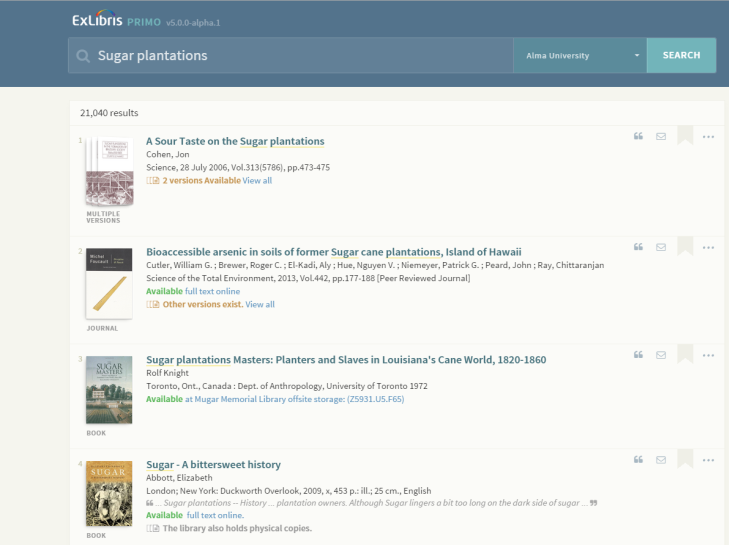 ExLibris PRIMO v5.0.0-alpha.1
Sugar plantations
Alma University
SEARCH
21,040 results
1
A Sour Taste on the Sugar plantations
Cohen, Jon
Science, 28 July 2006, Vol.313(5786), pp.473-475
2 versions Available View all
MULTIPLE
VERSIONS
2
Bioaccessible arsenic in soils of former Sugar cane plantations, Island of Hawaii
Cutler, William G. ; Brewer, Roger C. ; El-Kadi, Aly ; Hue, Nguyen V. ; Niemeyer, Patrick G. ; Peard, John ; Ray, Chittaranjan
Science of the Total Environment, 2013, Vol.442, pp.177-188 [Peer Reviewed Journal]
Available full text online
Other versions exist. View all
Michel
Foucault
JOURNAL
3
Sugar plantations Masters: Planters and Slaves in Louisiana's Cane World, 1820-1860
Rolf Knight
Toronto, Ont., Canada : Dept. of Anthropology, University of Toronto 1972
Available at Mugar Memorial Library offsite storage: (Z5931.U5.F65)
SUGAR
MASTERS
BOOK
4
Sugar - A bittersweet history
Abbott, Elizabeth
London; New York: Duckworth Overlook, 2009, x, 453 p.: ill.; 25 cm., English
... Sugar plantations -- History ... plantation owners. Although Sugar lingers a bit too long on the dark side of sugar ...
Available full text online.
The library also holds physical copies.
SUGAR
BOOK